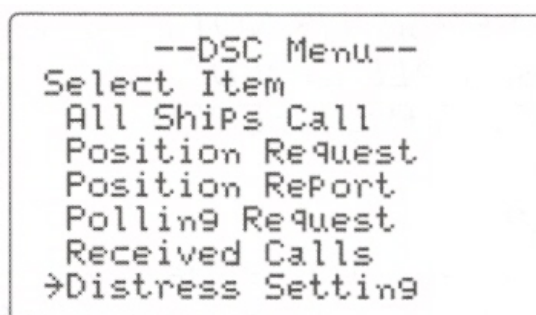 --DSC Menu--
Select Item
All Ships Call
Position Request
Position Report
Polling Request
Received Calls
→Distress Setting